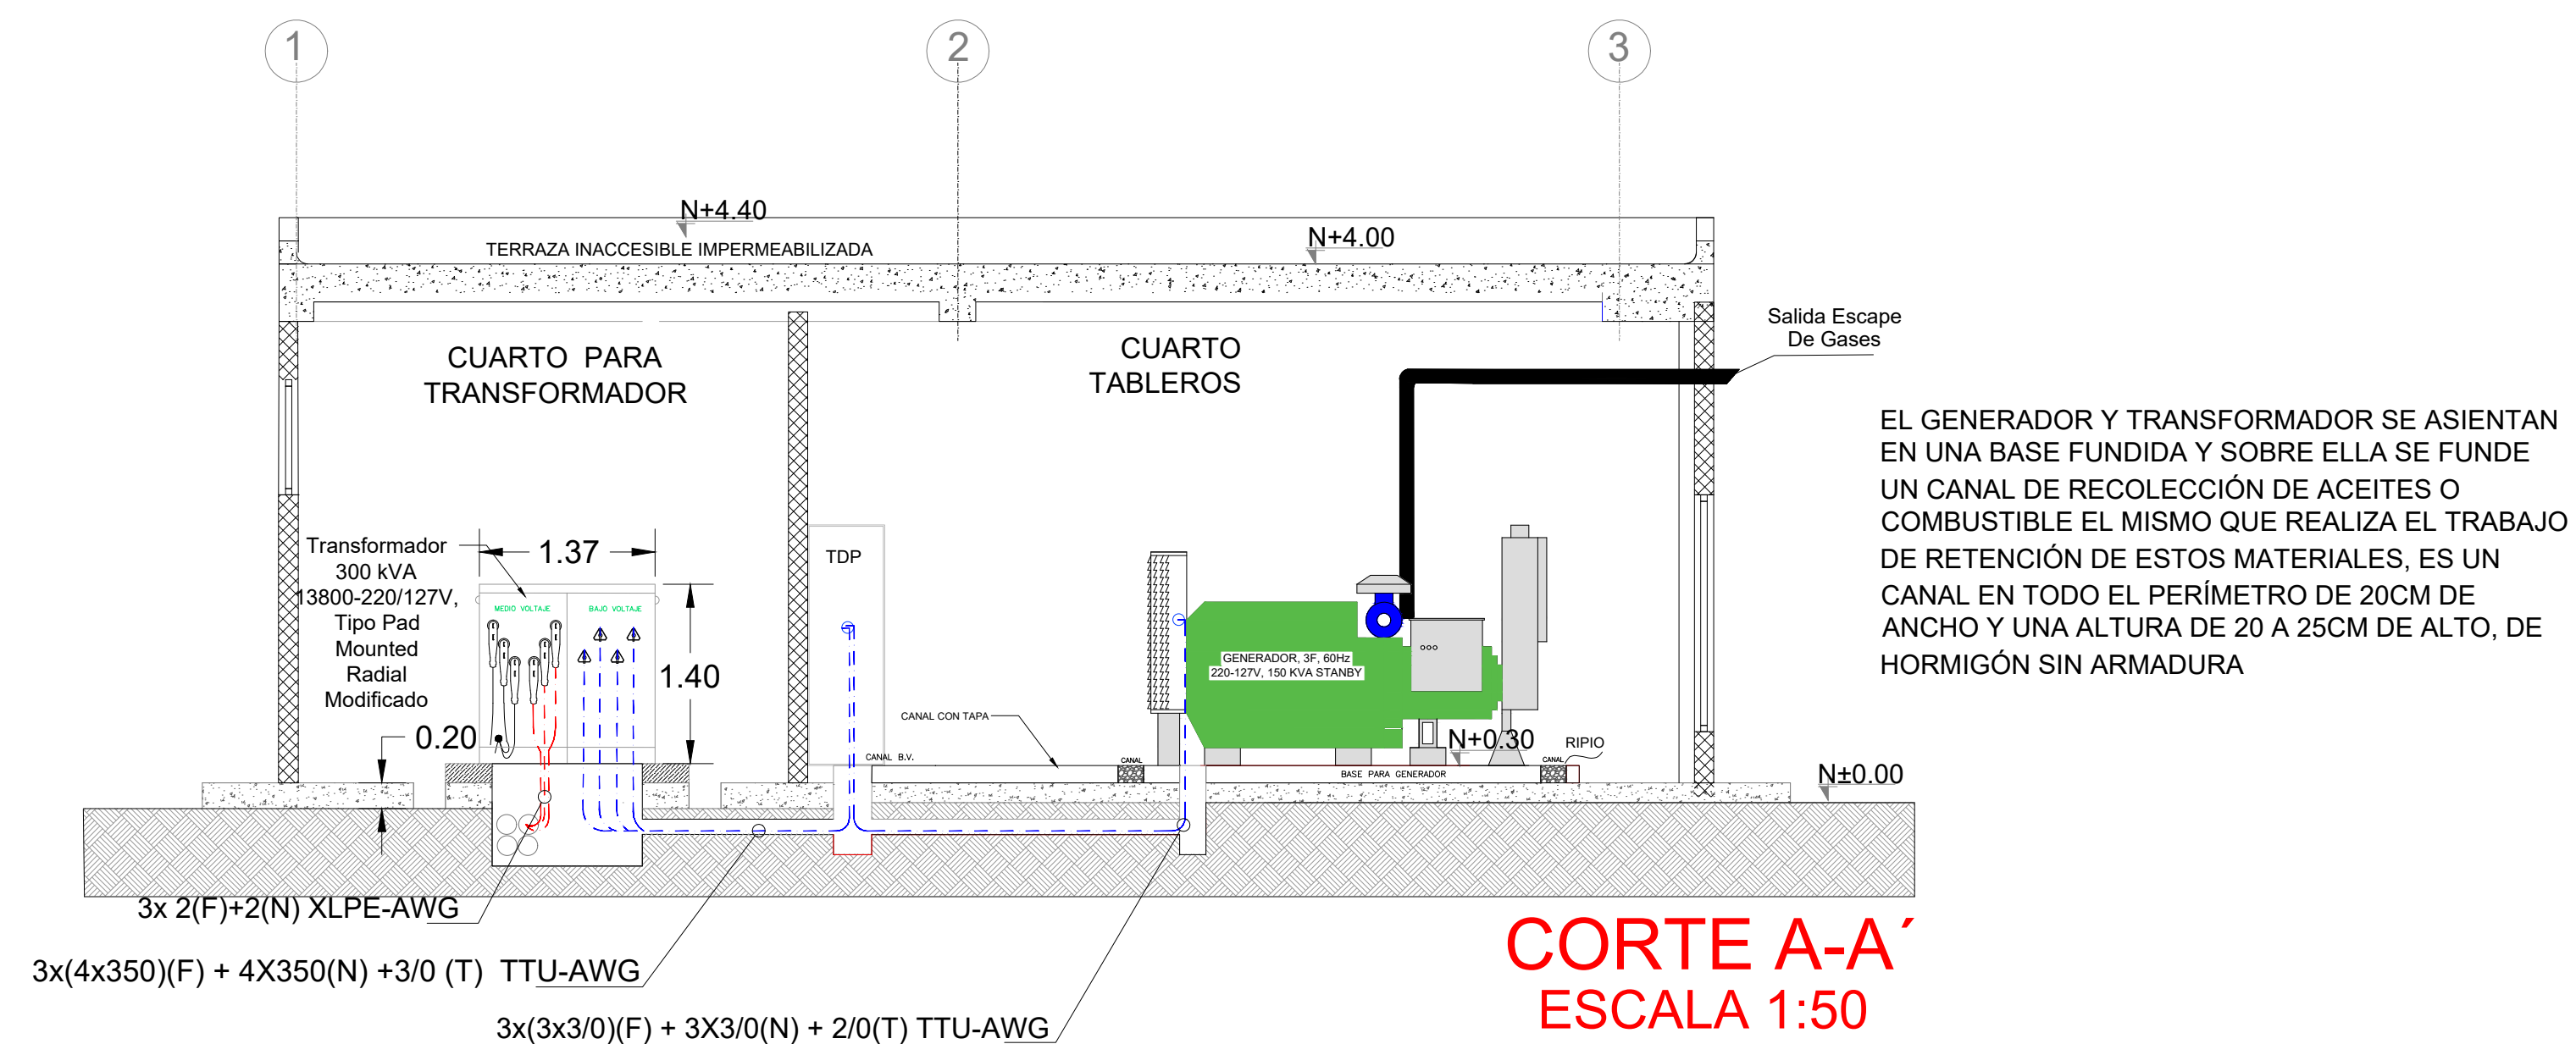 1
2
3
N+4.40
TERRAZA INACCESIBLE IMPERMEABILIZADA
N+4.00
Salida Escape
De Gases
CUARTO PARA
TRANSFORMADOR
CUARTO
TABLEROS
EL GENERADOR Y TRANSFORMADOR SE ASIENTAN
EN UNA BASE FUNDIDA Y SOBRE ELLA SE FUNDE
UN CANAL DE RECOLECCIÓN DE ACEITES O
COMBUSTIBLE EL MISMO QUE REALIZA EL TRABAJO
DE RETENCIÓN DE ESTOS MATERIALES, ES UN
CANAL EN TODO EL PERÍMETRO DE 20CM DE
ANCHO Y UNA ALTURA DE 20 A 25CM DE ALTO, DE
HORMIGÓN SIN ARMADURA
Transformador
300 kVA
13800-220/127V,
Tipo Pad
Mounted
Radial
Modificado
1.37
1.40
0.20
MEDIO VOLTAJE
BAJO VOLTAJE
TDP
GENERADOR, 3F, 60Hz
220-127V, 150 KVA STANBY
CANAL CON TAPA
CANAL B.V.
CANAL
BASE PARA GENERADOR
N+0.30
CANAL
RIPIO
N±0.00
3x 2(F)+2(N) XLPE-AWG
3x(4x350)(F) + 4X350(N) +3/0 (T) TTU-AWG
3x(3x3/0)(F) + 3X3/0(N) + 2/0(T) TTU-AWG
CORTE A-A´
ESCALA 1:50